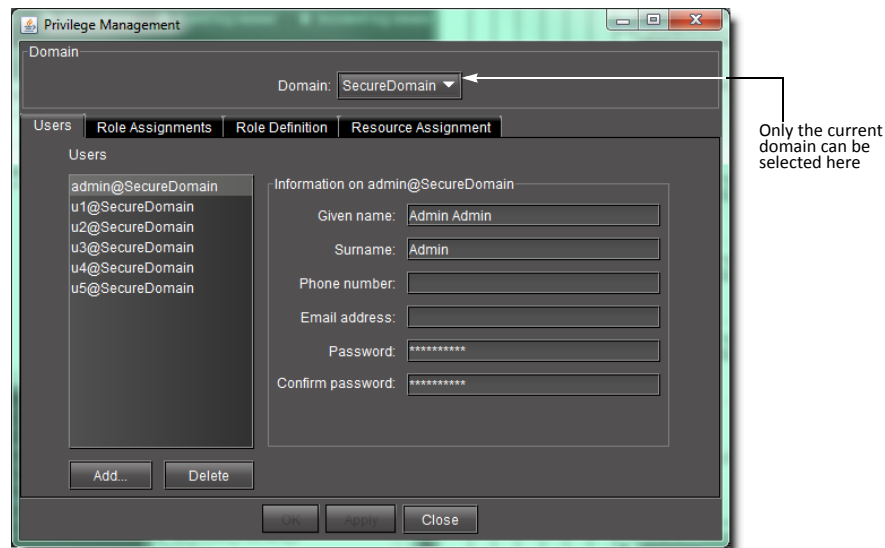 Privilege Management
Domain
Domain: SecureDomain
Only the current
domain can be
selected here
Users Role Assignments Role Definition Resource Assignment
Users
admin@SecureDomain
u1@SecureDomain
u2@SecureDomain
u3@SecureDomain
u4@SecureDomain
u5@SecureDomain
Information on admin@SecureDomain
Given name: Admin Admin
Surname: Admin
Phone number:
Email address:
Password: **********
Confirm password: **********
Add... Delete
OK Apply Close